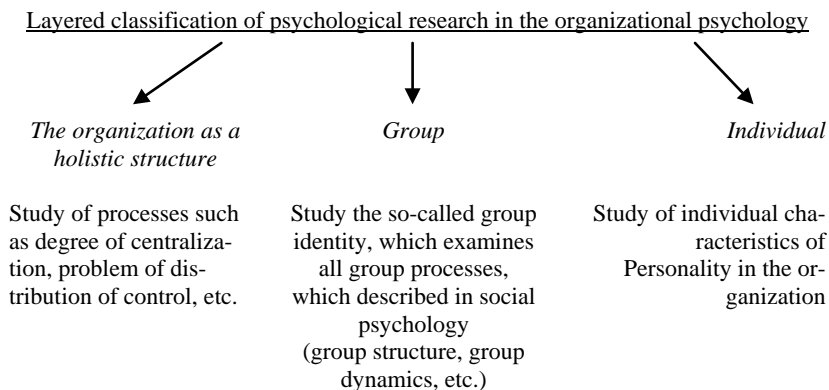 Layered classification of psychological research in the organizational psychology
The organization as a
holistic structure
Group
Individual
Study of processes such
as degree of centraliza-
tion, problem of dis-
tribution of control, etc.
Study the so-called group
identity, which examines
all group processes,
which described in social
psychology
(group structure, group
dynamics, etc.)
Study of individual cha-
racteristics of
Personality in the or-
ganization